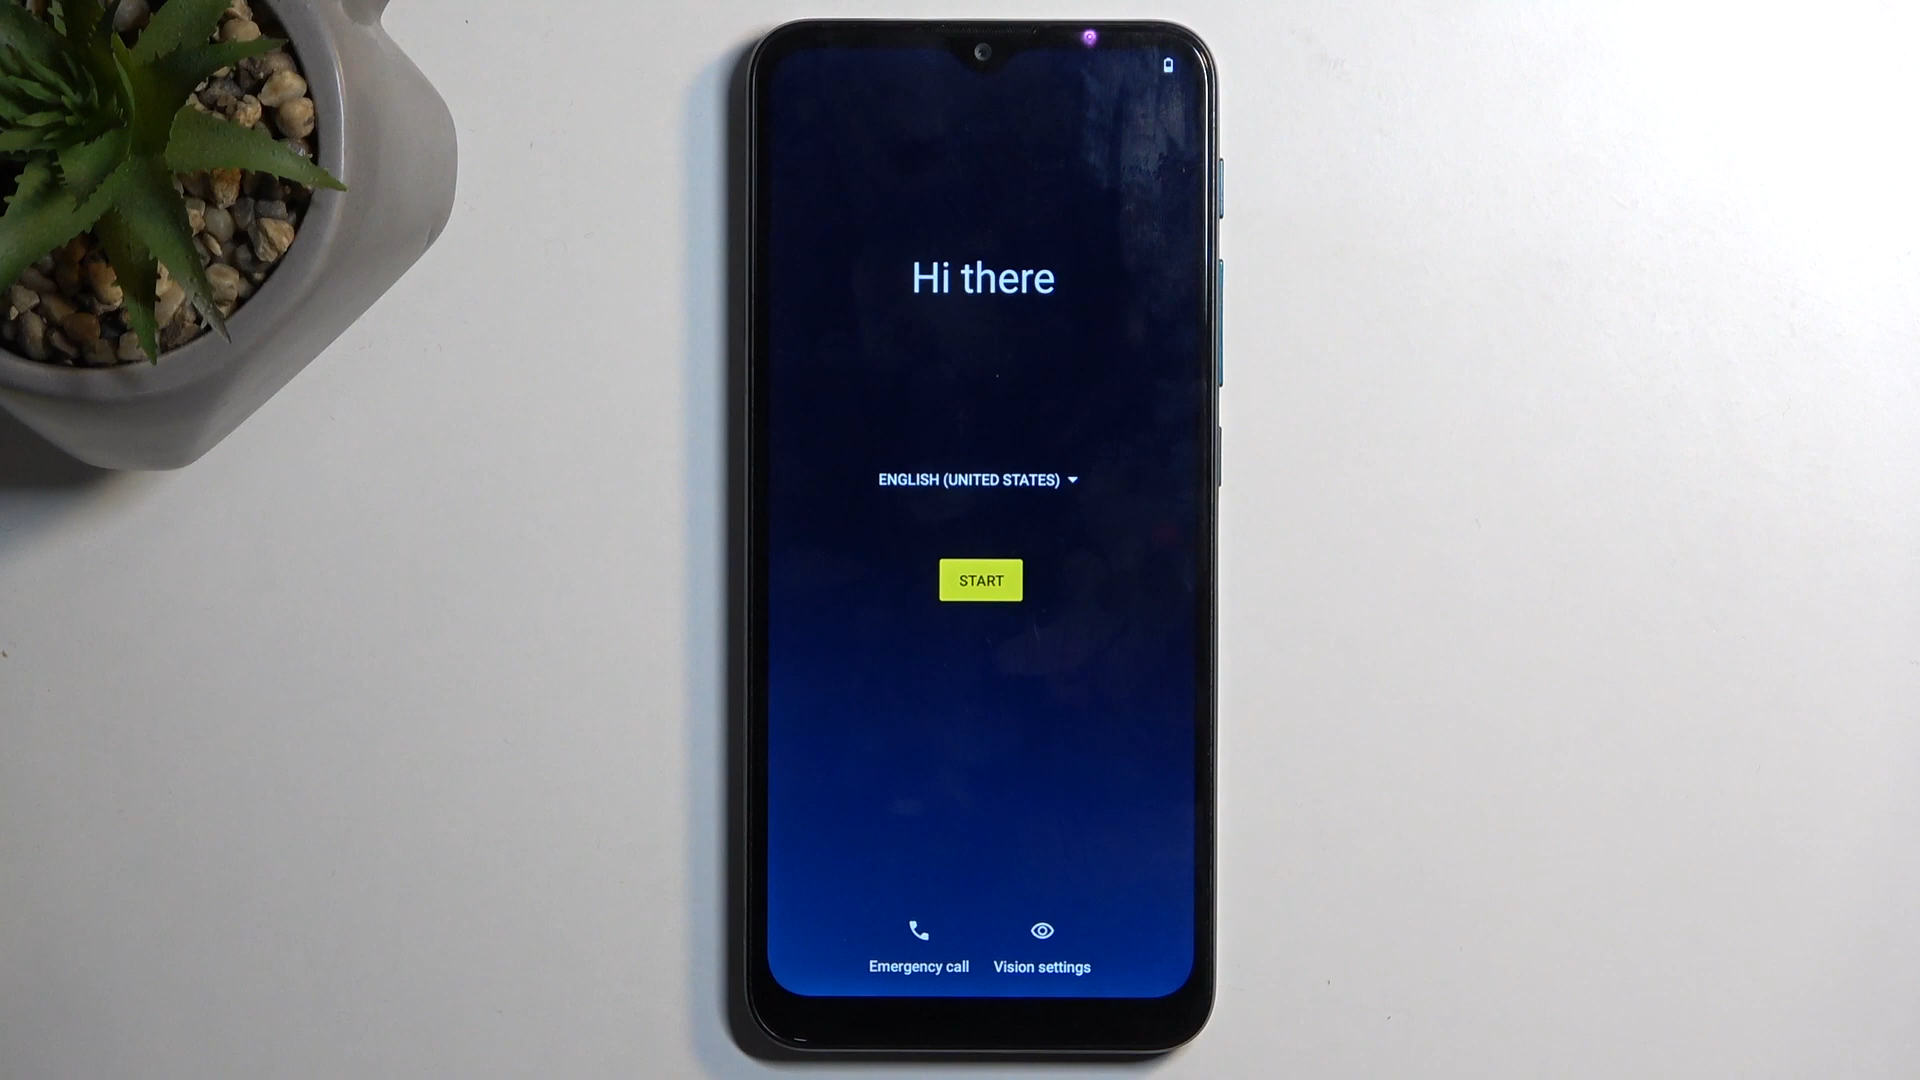 Hi there
ENGLISH (UNITED STATES)
START
Emergency call
Vision settings